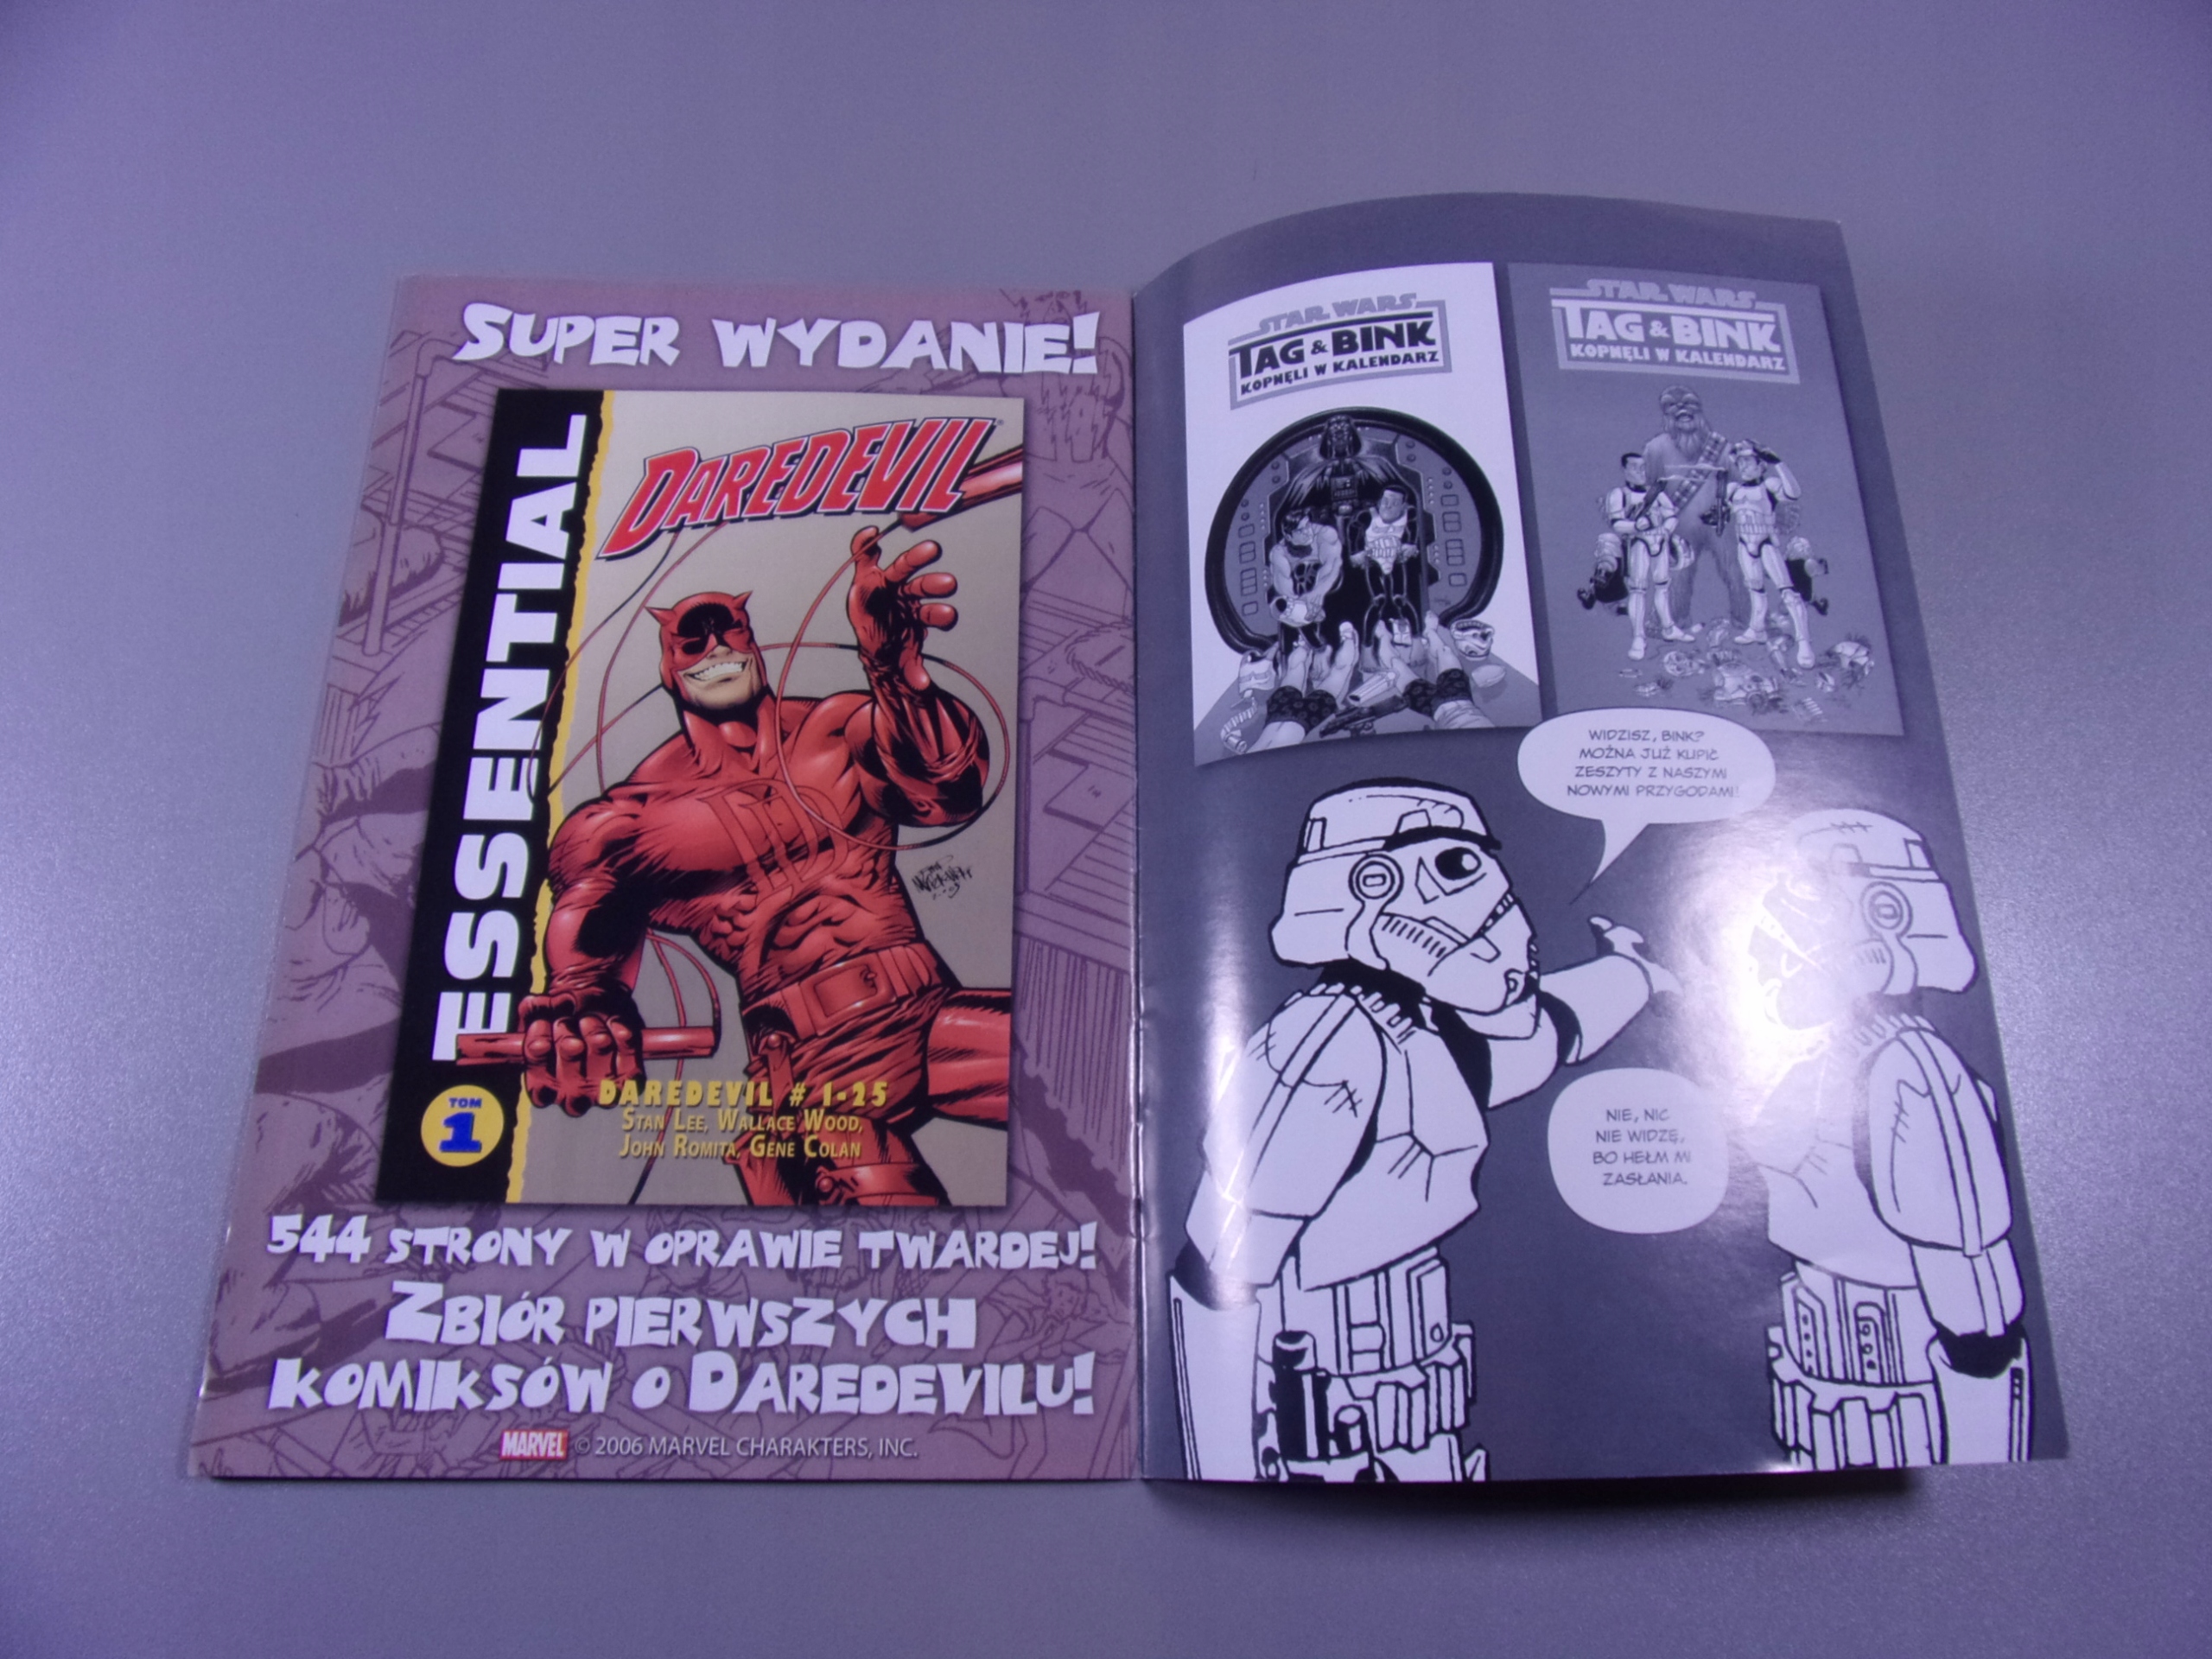 SUPER WYDANIE!
ESSENTIAL
TOM
1
DAREDEVIL
DAREDEVIL # 1-25
STAN LEE, WALLACE WOOD,
JOHN ROMITA, GENE COLAN
544 STRONY W OPRAWIE TWARDEJ!
ZBIÓR PIERWSZYCH
KOMIKSÓW O DAREDEVILU!
MARVEL © 2006 MARVEL CHARAKTERS, INC.
STAR WARS
TAG & BINK
KOPNĘLI W KALENDARZ
STAR WARS
TAG & BINK
KOPNĘLI W KALENDARZ
WIDZISZ, BINK?
MOŻNA JUŻ KUPIĆ
ZESZYTY Z NASZYMI
NOWYMI PRZYGODAMI!
NIE, NIC
NIE WIDZĘ,
BO HEŁM MI
ZASŁANIA.